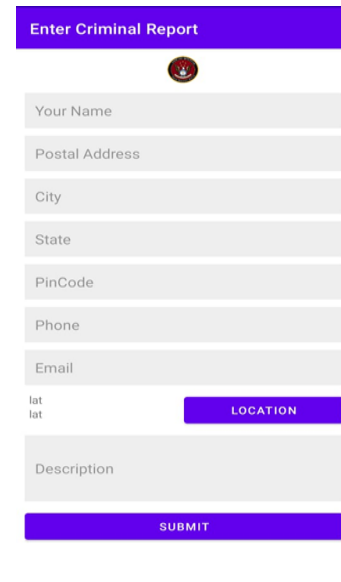 Enter Criminal Report
Your Name
Postal Address
City
State
PinCode
Phone
Email
lat
lat
LOCATION
Description
SUBMIT